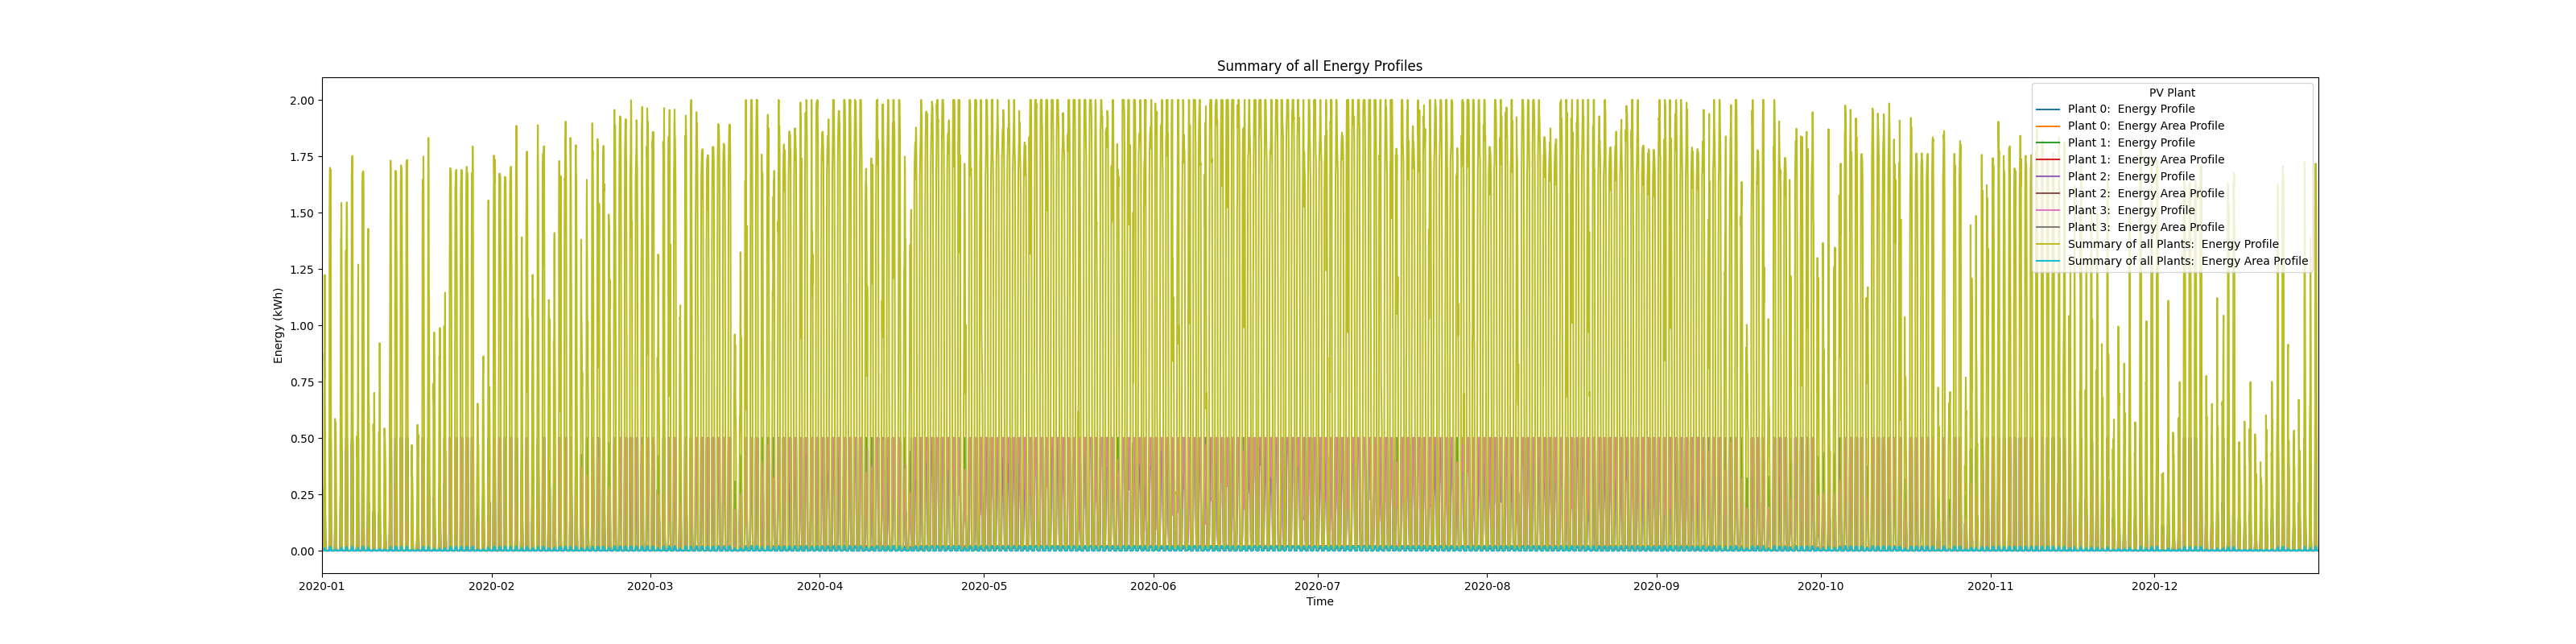 Summary of all Energy Profiles
2.00
1.75
1.50
1.25
1.00
0.75
0.50
0.25
0.00
Energy (kWh)
PV Plant
Plant 0:  Energy Profile
Plant 0:  Energy Area Profile
Plant 1:  Energy Profile
Plant 1:  Energy Area Profile
Plant 2:  Energy Profile
Plant 2:  Energy Area Profile
Plant 3:  Energy Profile
Plant 3:  Energy Area Profile
Summary of all Plants:  Energy Profile
Summary of all Plants:  Energy Area Profile
2020-01 2020-02 2020-03 2020-04 2020-05 2020-06 2020-07 2020-08 2020-09 2020-10 2020-11 2020-12
Time